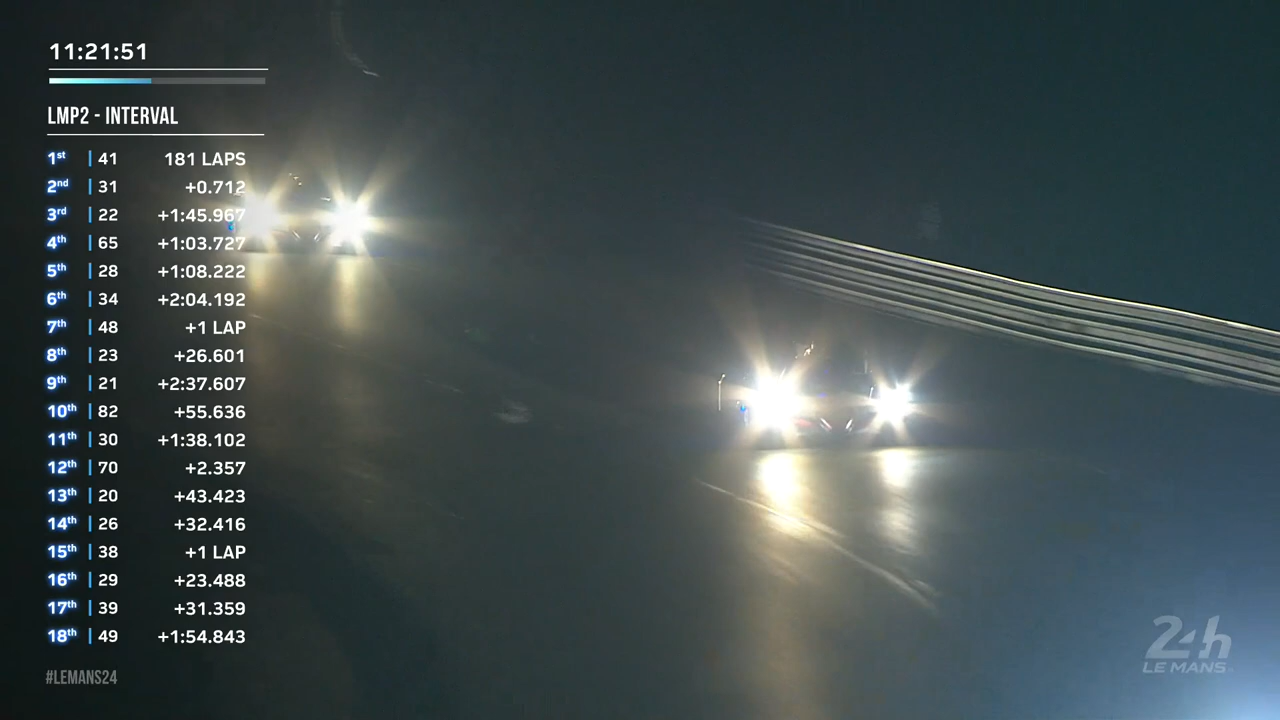 11:21:51
LMP2 - INTERVAL
1st 41 181 LAPS
2nd 31 +0.712
3rd 22 +1:45.967
4th 65 +1:03.727
5th 28 +1:08.222
6th 34 +2:04.192
7th 48 +1 LAP
8th 23 +26.601
9th 21 +2:37.607
10th 82 +55.636
11th 30 +1:38.102
12th 70 +2.357
13th 20 +43.423
14th 26 +32.416
15th 38 +1 LAP
16th 29 +23.488
17th 39 +31.359
18th 49 +1:54.843
#LEMANS24
24h
LE MANS